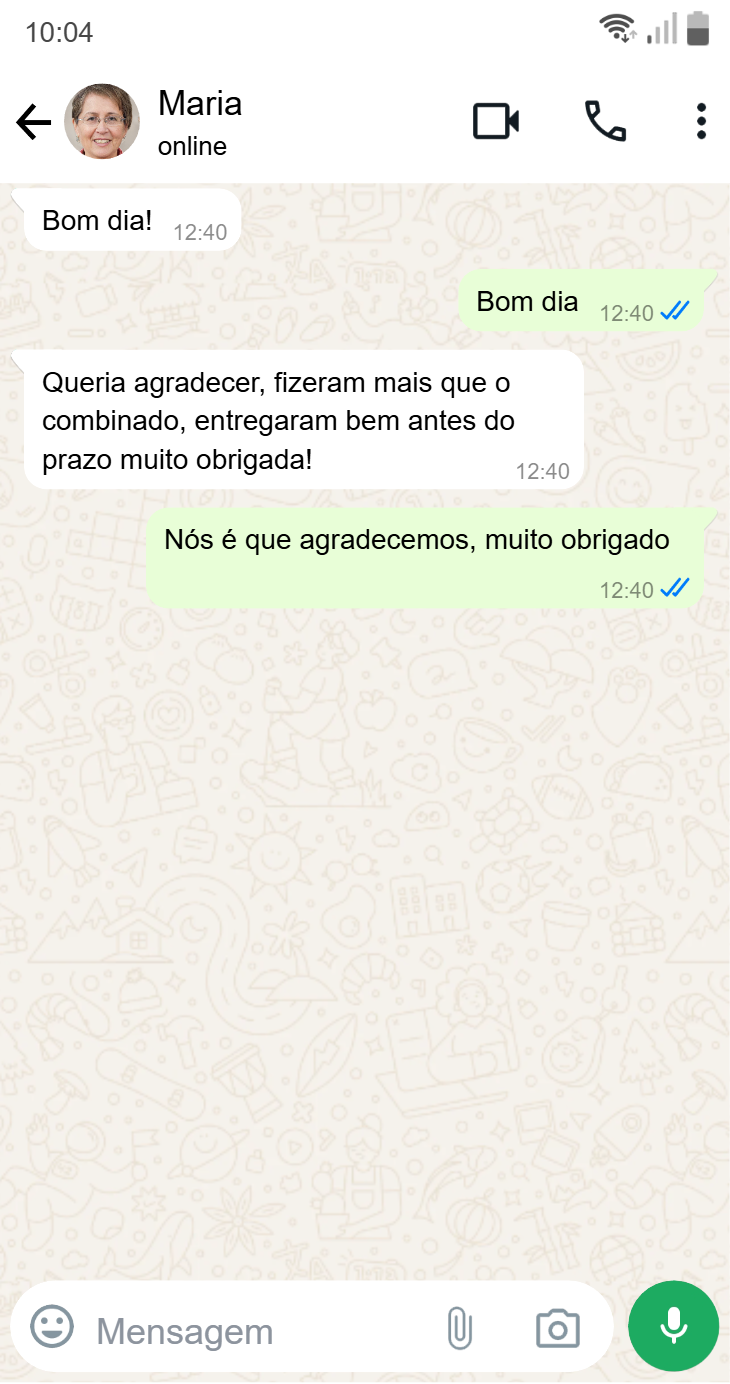 10:04
Maria
online
Bom dia!
12:40
Bom dia
12:40
Queria agradecer, fizeram mais que o
combinado, entregaram bem antes do
prazo muito obrigada!
12:40
Nós é que agradecemos, muito obrigado
12:40
Mensagem